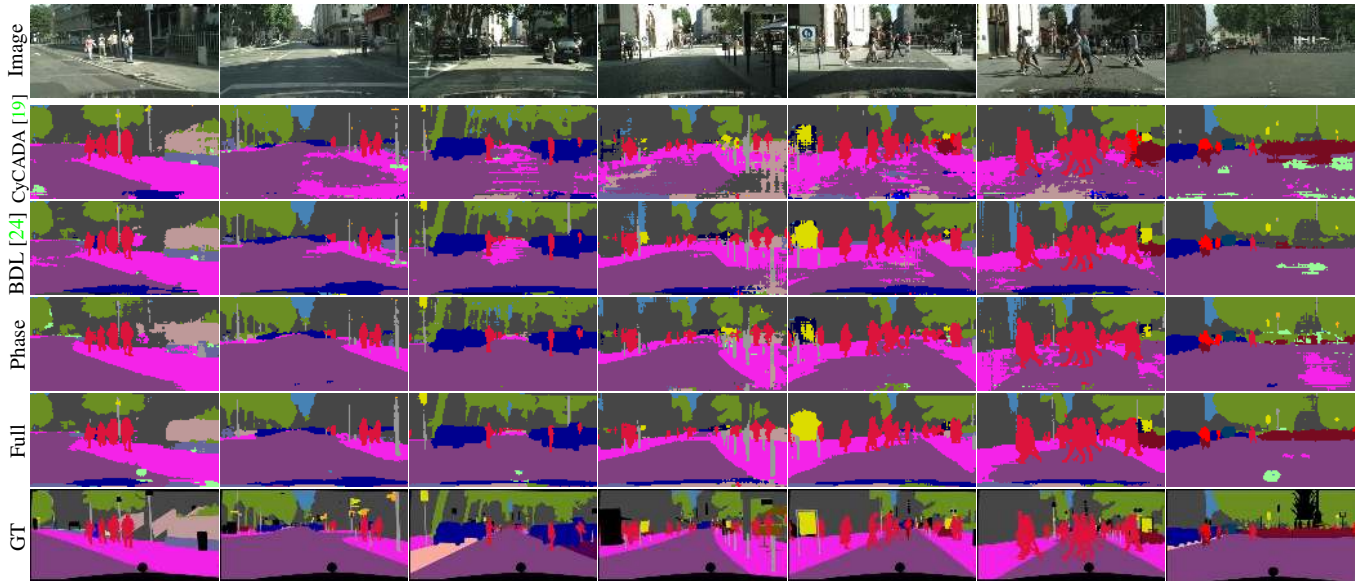 Image
CyCADA [19]
BDL [24]
Phase
Full
GT